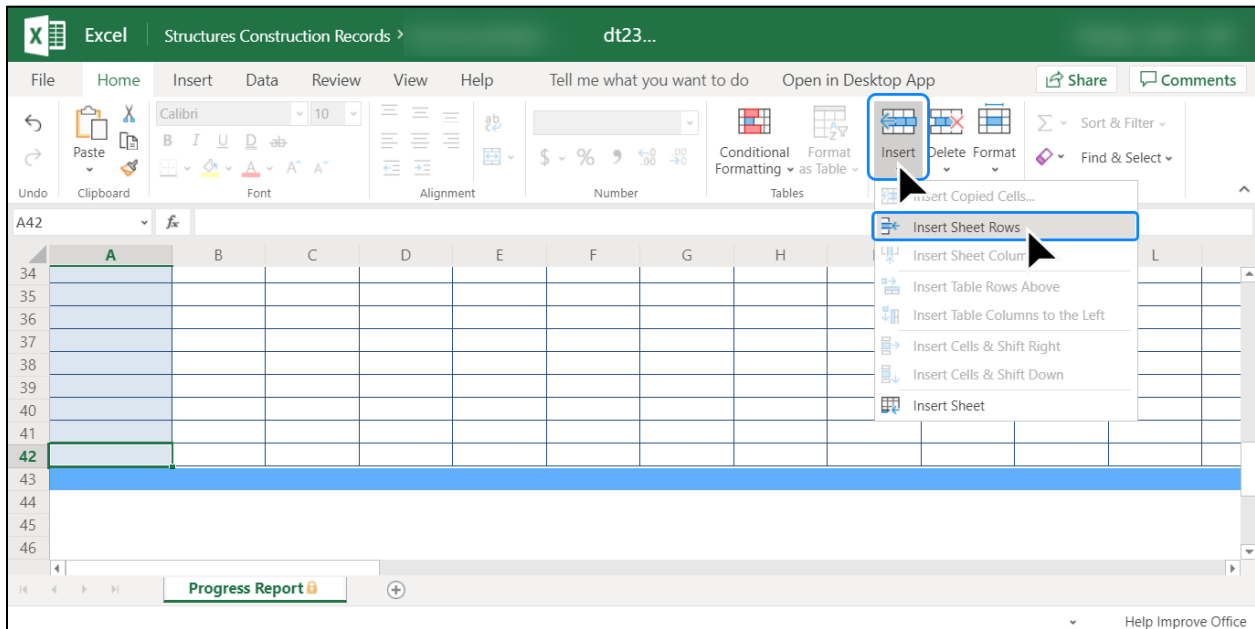 Excel Structures Construction Records > dt23...
File Home Insert Data Review View Help Tell me what you want to do Open in Desktop App Share Comments
Calibri 10
Paste B I U D ab $ % 9 .00 Conditional Formatting as Table Format Insert Delete Format Σ Sort & Filter
Find & Select
Undo Clipboard Font Alignment Number Tables
Insert Copied Cells...
A42 fx
Insert Sheet Rows
A B C D E F G H L
Insert Sheet Colum
34
35
Insert Table Rows Above
36
Insert Table Columns to the Left
37
Insert Cells & Shift Right
38
Insert Cells & Shift Down
39
40
Insert Sheet
41
42
43
44
45
46
Progress Report
Help Improve Office